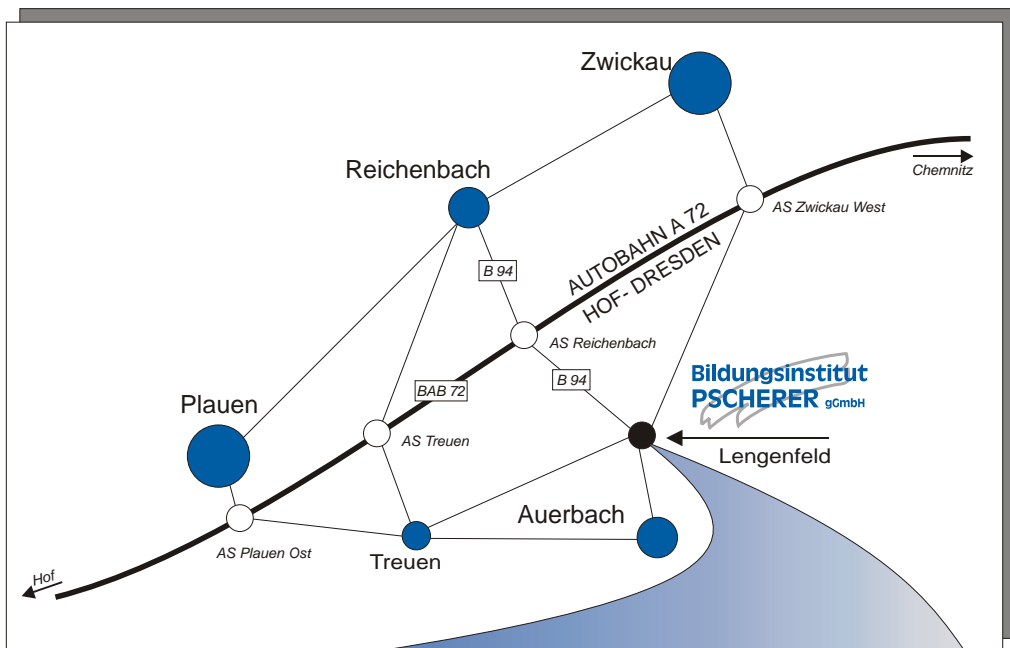 Zwickau
Chemnitz
Reichenbach
AS Zwickau West
AUTOBAHN A 72
HOF- DRESDEN
B 94
AS Reichenbach
Bildungsinstitut
PSCHERER gGmbH
B 94
BAB 72
Plauen
AS Treuen
Lengenfeld
Auerbach
AS Plauen Ost
Treuen
Hof